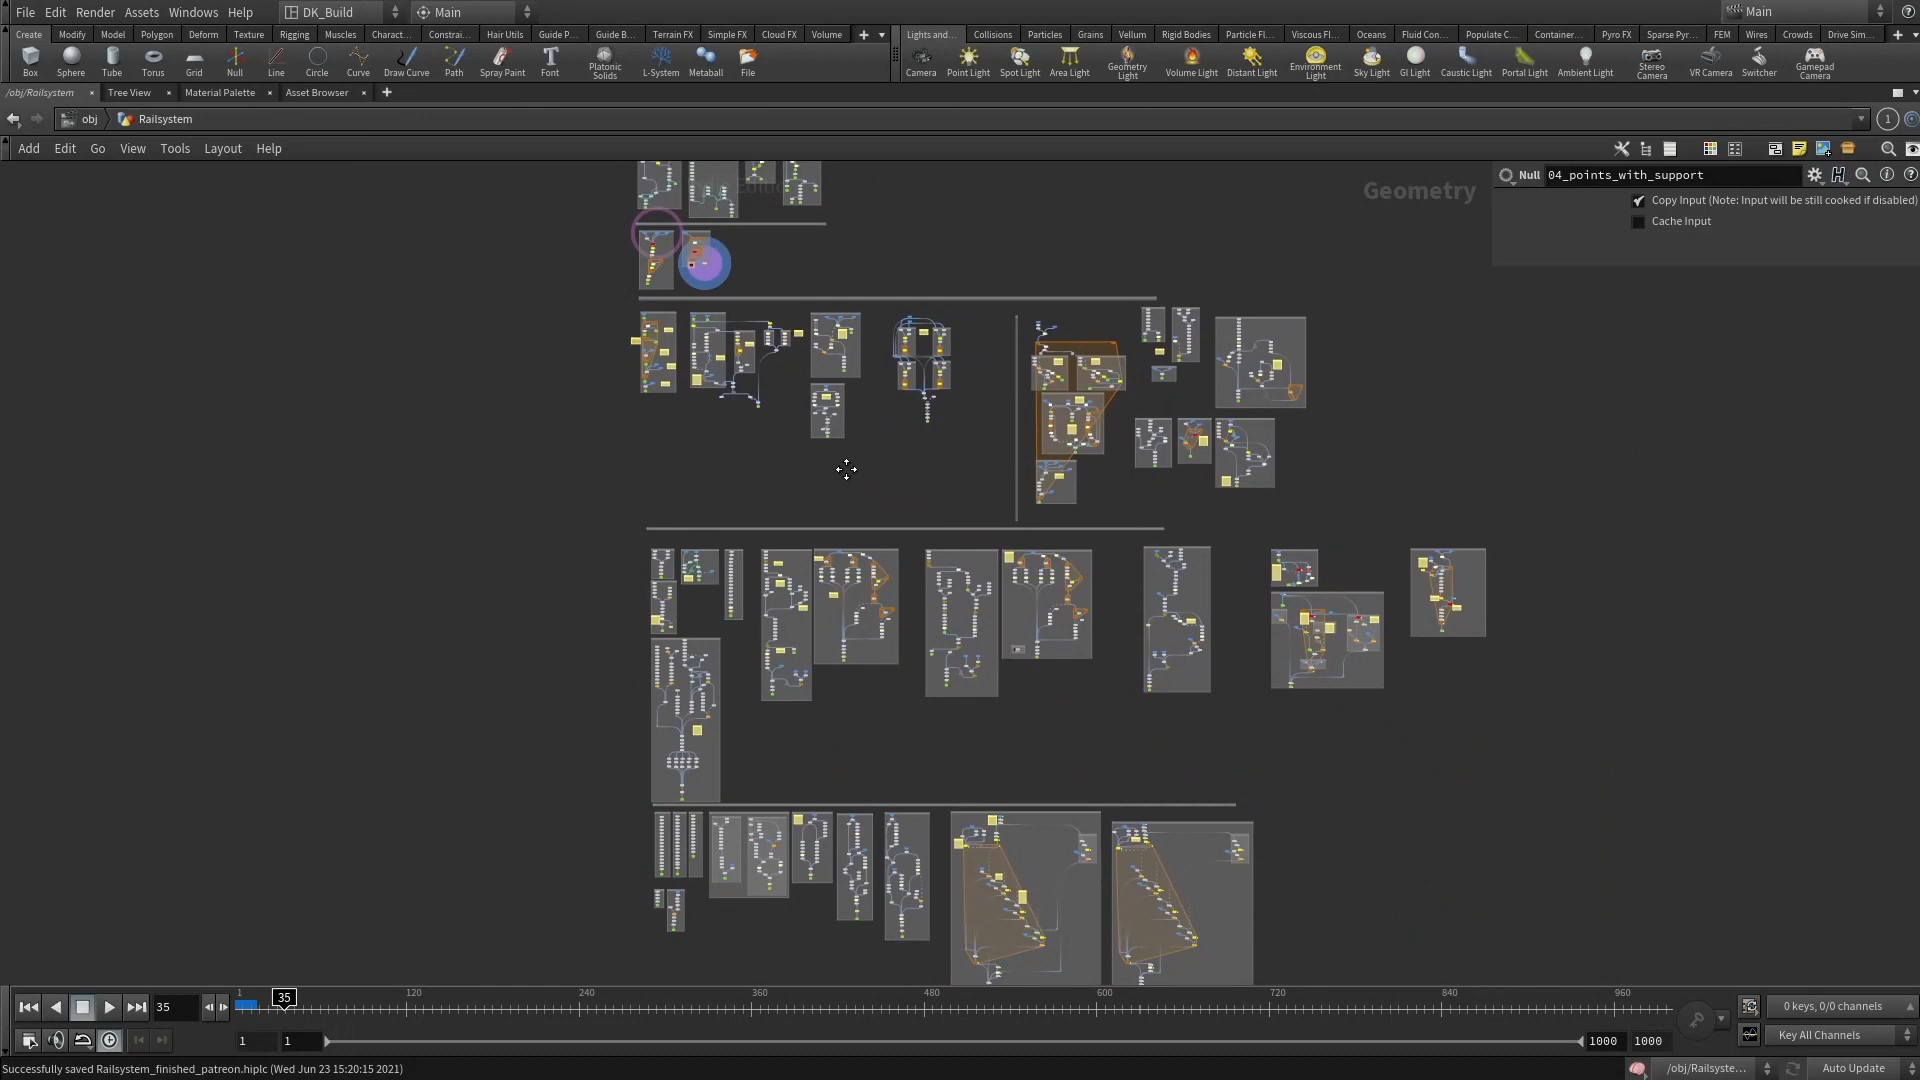 File Edit Render Assets Windows Help DK_Build Main Main
Create Modify Model Polygon Deform Texture Rigging Muscles Charact... Constrai... Hair Utils Guide P... Guide B... Terrain FX Simple FX Cloud FX Volume
Lights and... Collisions Particles Grains Vellum Rigid Bodies Particle Fl... Viscous Fl... Oceans Fluid Con... Populate C... Container... Pyro FX Sparse Pyr... FEM Wires Crowds Drive Sim...
Box Sphere Tube Torus Grid Null Line Circle Curve Draw Curve Path Spray Paint Font Platonic Solids L-System Metaball File
Camera Point Light Spot Light Area Light Geometry Light Volume Light Distant Light Environment Light Sky Light GI Light Caustic Light Portal Light Ambient Light Stereo Camera VR Camera Switcher Gamepad Camera
/obj/Railsystem Tree View Material Palette Asset Browser
obj Railsystem 1
Add Edit Go View Tools Layout Help
Geometry
Null 04_points_with_support
Copy Input (Note: Input will be still cooked if disabled)
Cache Input
35 1 35 120 240 360 480 600 720 840 960
0 keys, 0/0 channels
1 1 1000 1000
Key All Channels
Successfully saved Railsystem_finished_patreon.hiplc (Wed Jun 23 15:20:15 2021)
/obj/Railsyste... Auto Update